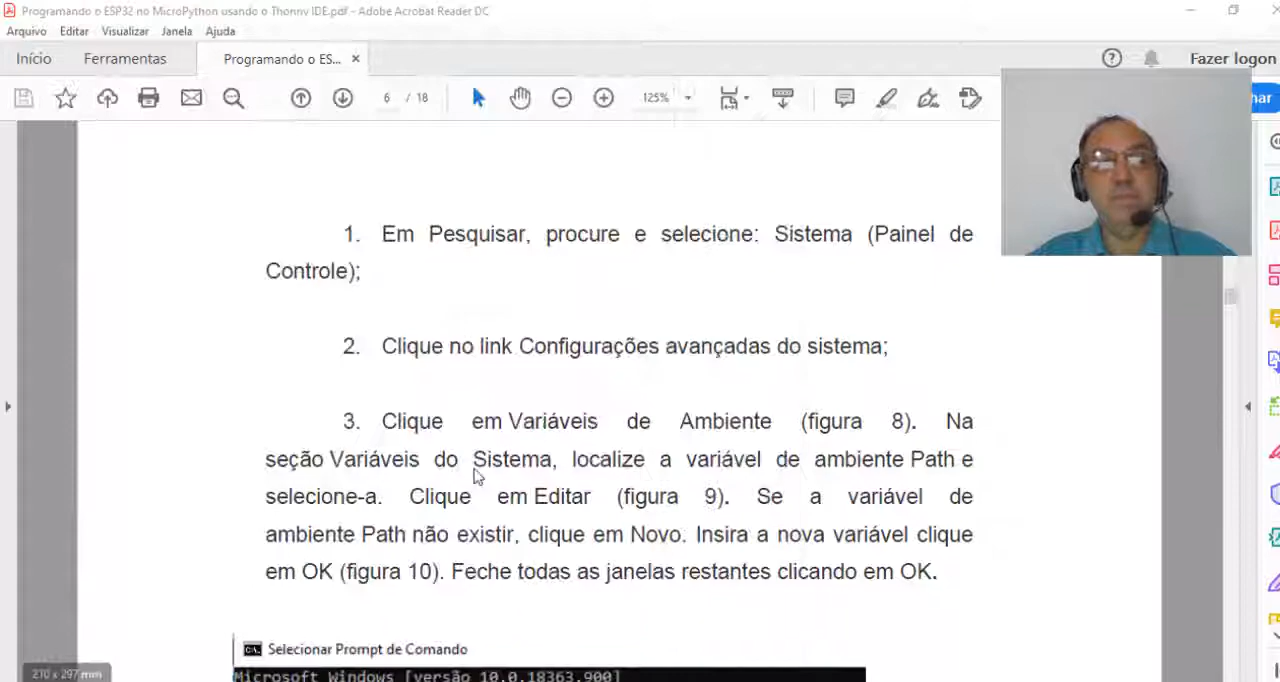 Programando o ESP32 no MicroPython usando o Thonny IDE.pdf - Adobe Acrobat Reader DC
Arquivo Editar Visualizar Janela Ajuda
Início Ferramentas Programando o ES... × Fazer logon
6 / 18 125% har
1. Em Pesquisar, procure e selecione: Sistema (Painel de
Controle);
2. Clique no link Configurações avançadas do sistema;
3. Clique em Variáveis de Ambiente (figura 8). Na
seção Variáveis do Sistema, localize a variável de ambiente Path e
selecione-a. Clique em Editar (figura 9). Se a variável de
ambiente Path não existir, clique em Novo. Insira a nova variável clique
em OK (figura 10). Feche todas as janelas restantes clicando em OK.
Selecionar Prompt de Comando
270 x 297 mm
Microsoft Windows [versão 10.0.18363.900]